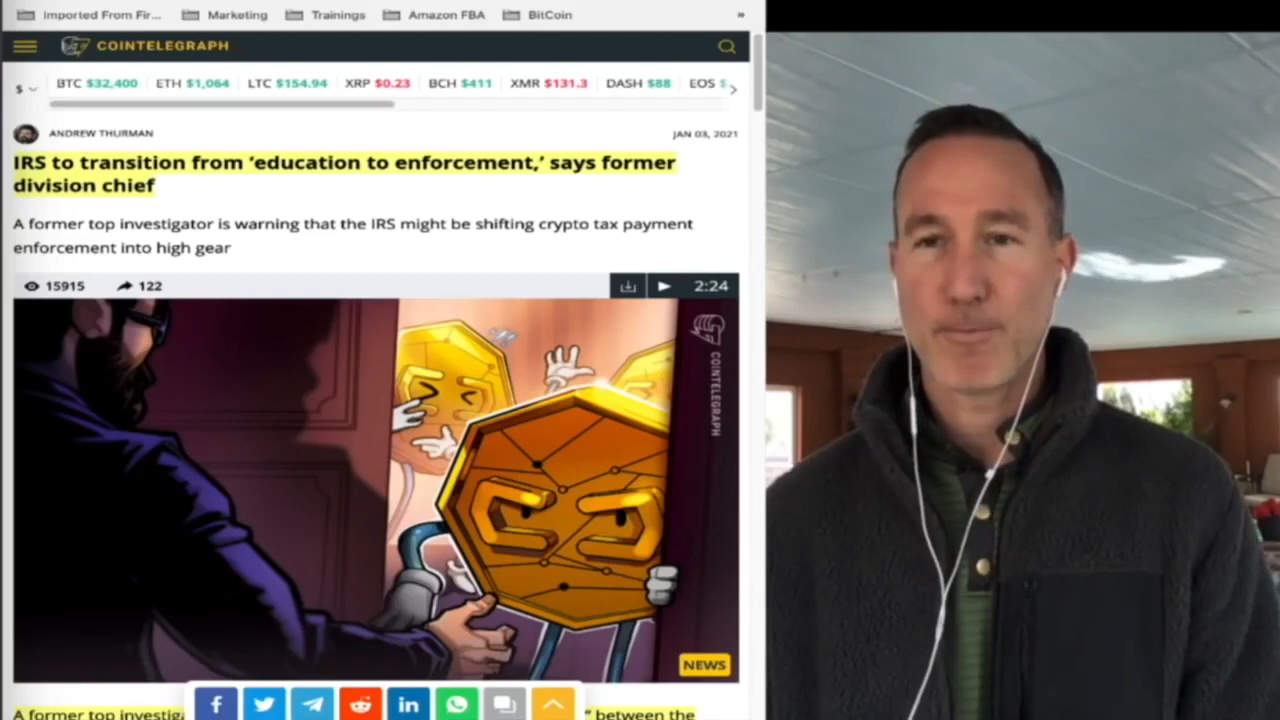 Imported From Fir... Marketing Trainings Amazon FBA BitCoin »
COINTELEGRAPH
$ BTC $32,400 ETH $1,064 LTC $154.94 XRP $0.23 BCH $411 XMR $131.3 DASH $88 EOS $
ANDREW THURMAN JAN 03, 2021
IRS to transition from ‘education to enforcement,’ says former
division chief
A former top investigator is warning that the IRS might be shifting crypto tax payment
enforcement into high gear
15915 122 2:24
COINTELEGRAPH
NEWS
f in
A former top investiga " between the